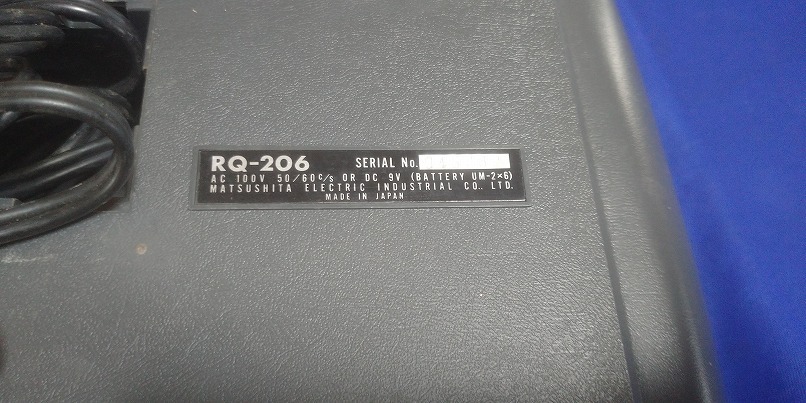 RQ-206 SERIAL No.
AC 100V 50/60c/s OR DC 9V (BATTERY UM-2×6)
MATSUSHITA ELECTRIC INDUSTRIAL CO., LTD.
MADE IN JAPAN